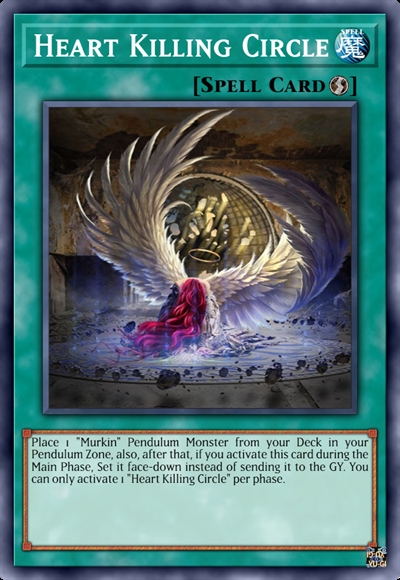 HEART KILLING CIRCLE
SPELL
魔
[SPELL CARD]
Place 1 "Murkin" Pendulum Monster from your Deck in your
Pendulum Zone, also, after that, if you activate this card during the
Main Phase, Set it face-down instead of sending it to the GY. You
can only activate 1 "Heart Killing Circle" per phase.